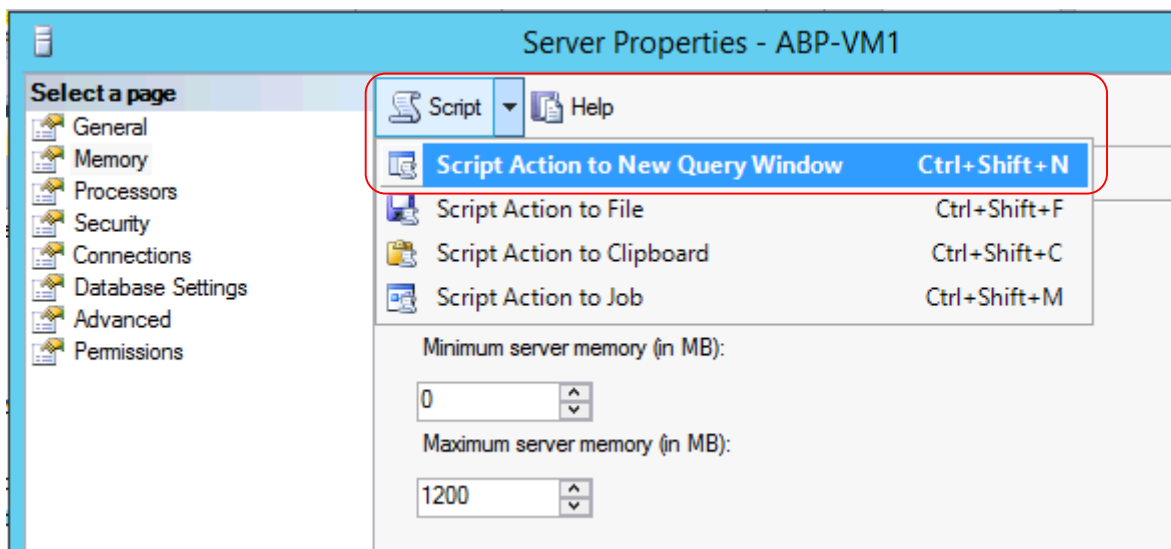 Server Properties - ABP-VM1
Select a page
General
Memory
Processors
Security
Connections
Database Settings
Advanced
Permissions
Script Help
Script Action to New Query Window Ctrl+Shift+N
Script Action to File Ctrl+Shift+F
Script Action to Clipboard Ctrl+Shift+C
Script Action to Job Ctrl+Shift+M
Minimum server memory (in MB):
0
Maximum server memory (in MB):
1200